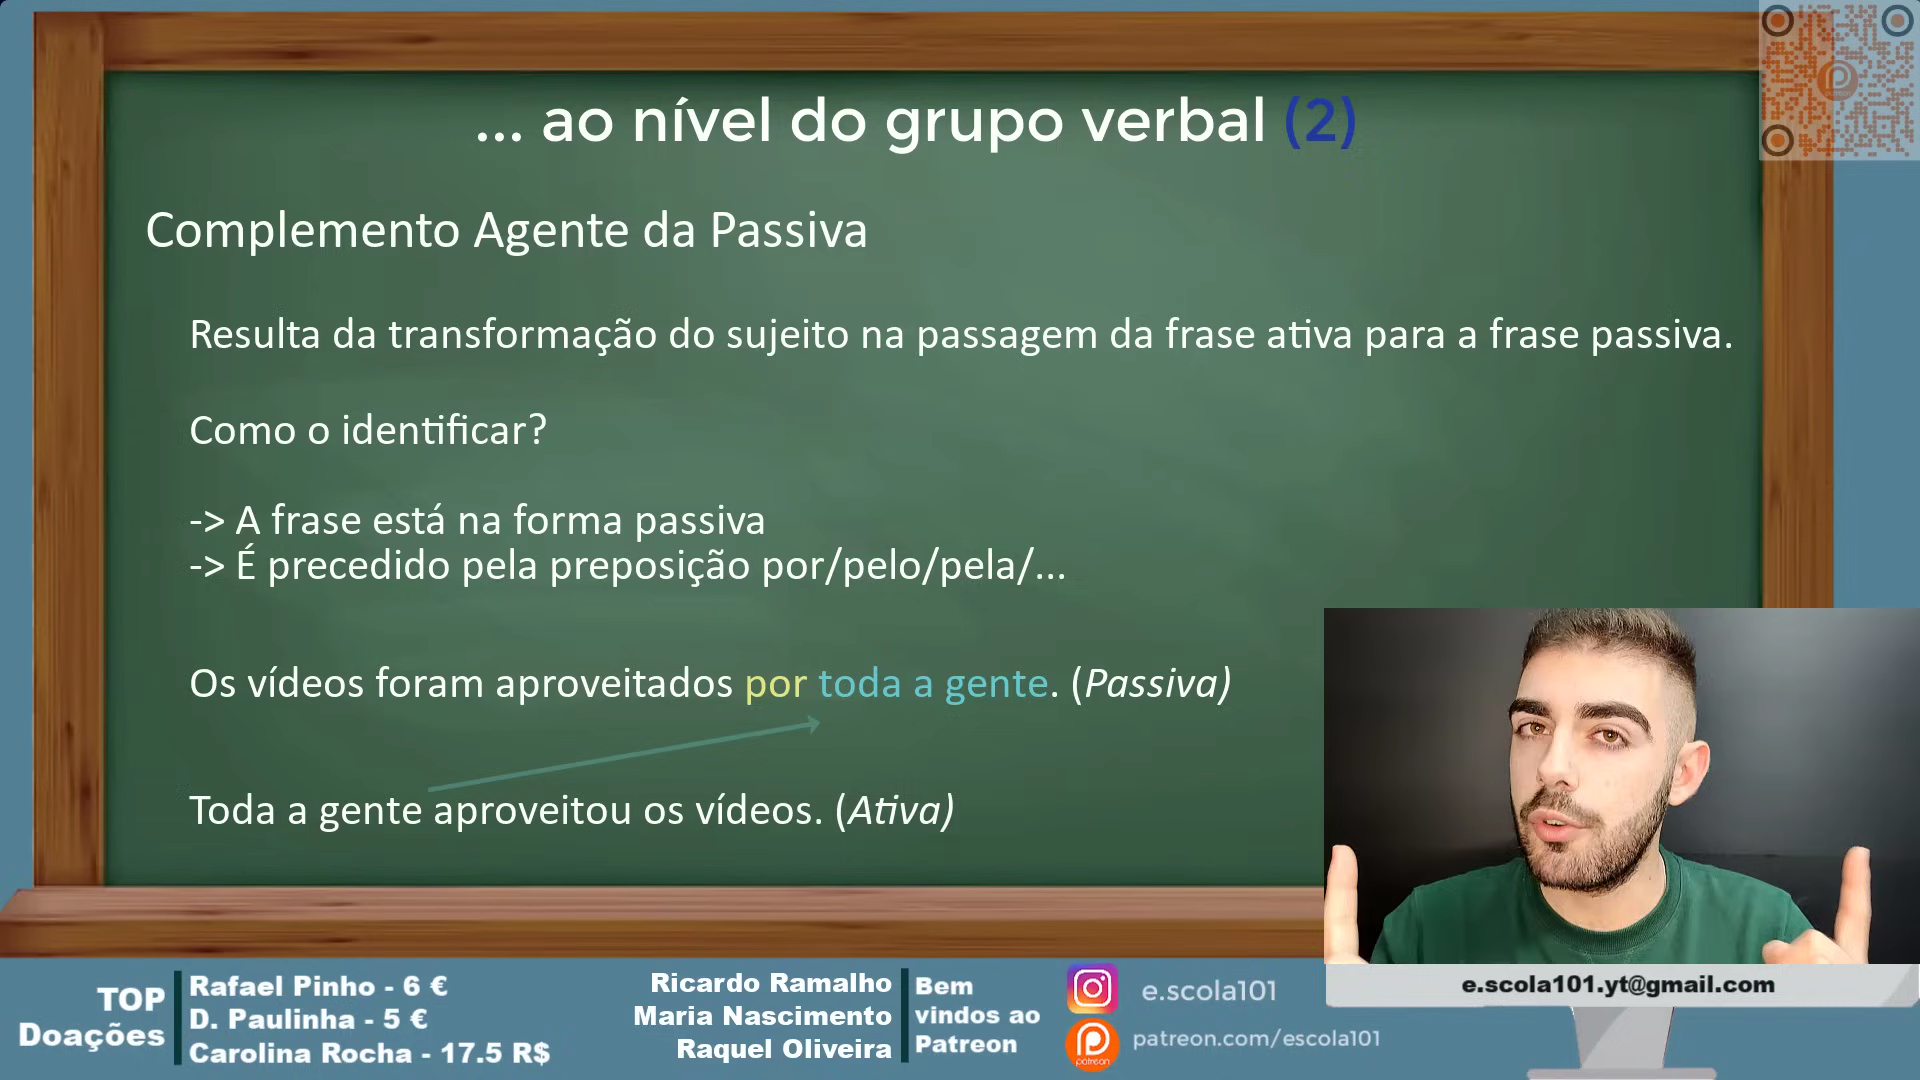 ... ao nível do grupo verbal (2)
Complemento Agente da Passiva
Resulta da transformação do sujeito na passagem da frase ativa para a frase passiva.
Como o identificar?
-> A frase está na forma passiva
-> É precedido pela preposição por/pelo/pela/...
Os vídeos foram aproveitados por toda a gente. (Passiva)
Toda a gente aproveitou os vídeos. (Ativa)
e.scola101.yt@gmail.com
TOP
Doações
Rafael Pinho - 6 €
D. Paulinha - 5 €
Carolina Rocha - 17.5 R$
Ricardo Ramalho
Maria Nascimento
Raquel Oliveira
Bem
vindos ao
Patreon
e.scola101
patreon
patreon.com/escola101